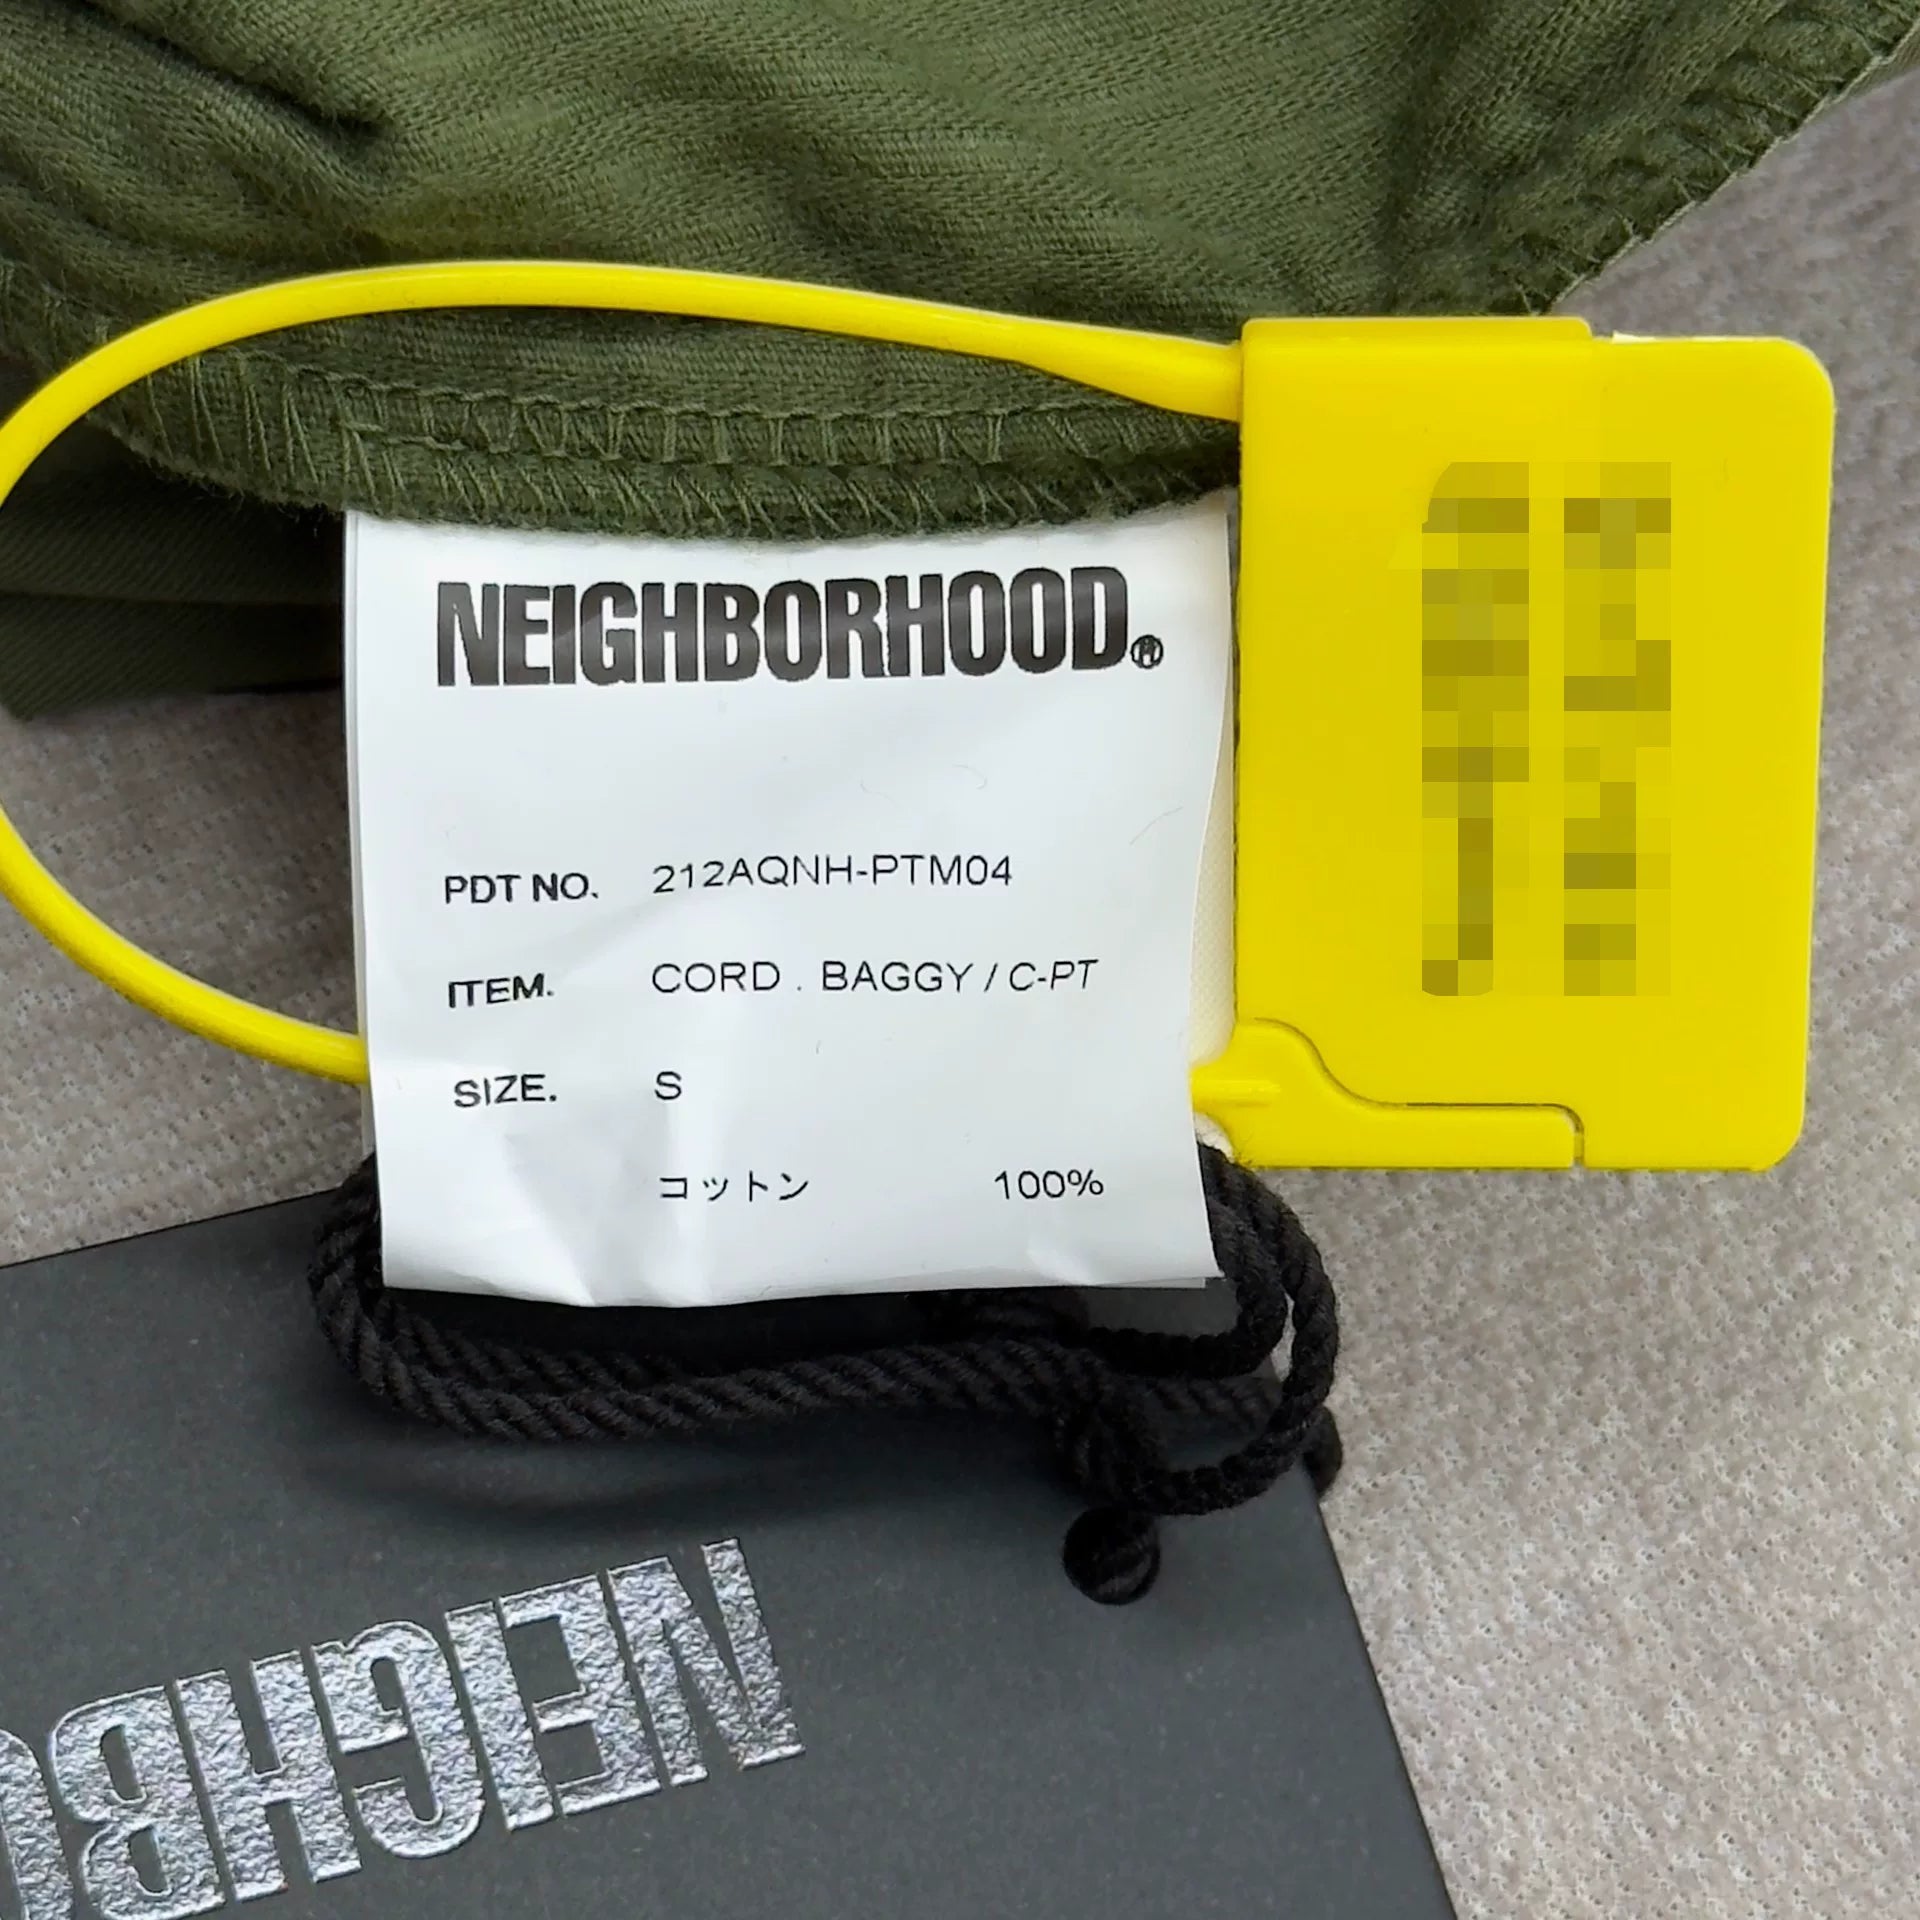 NEIGHBORHOOD®
PDT NO. 212AQNH-PTM04
ITEM. CORD . BAGGY / C-PT
SIZE. S
コットン 100%
NEIGHBO